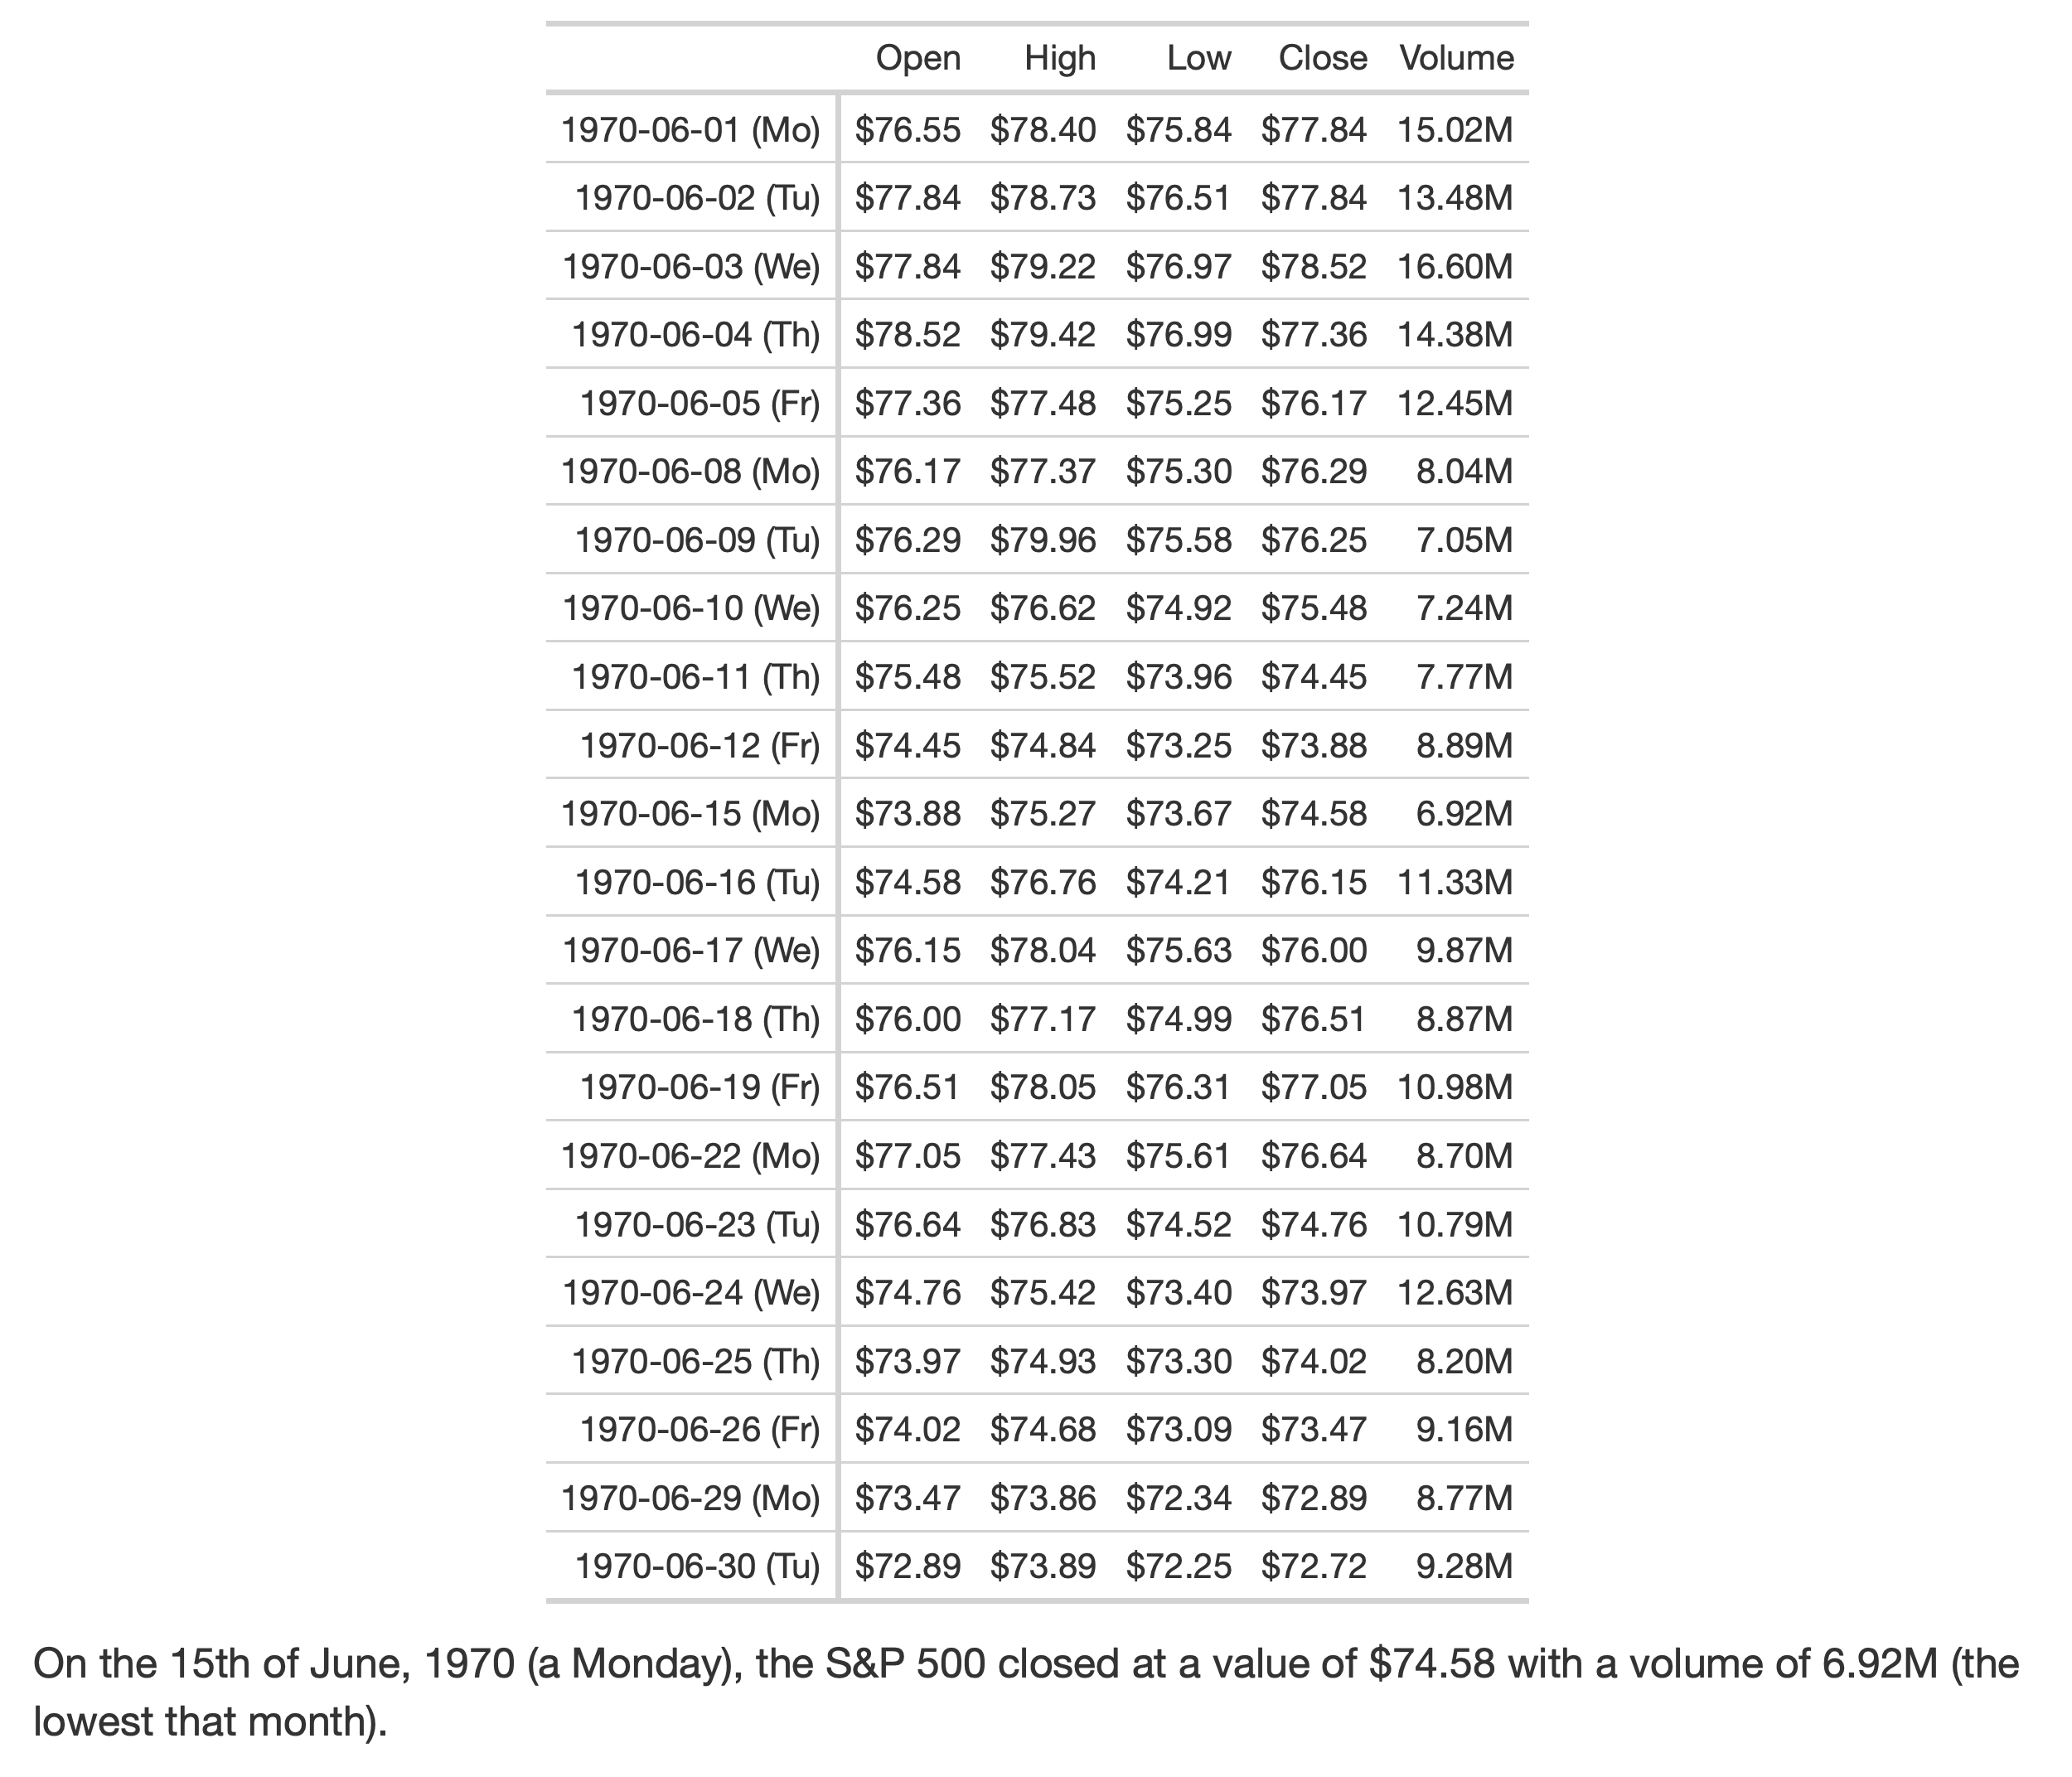 Open High Low Close Volume
1970-06-01 (Mo) $76.55 $78.40 $75.84 $77.84 15.02M
1970-06-02 (Tu) $77.84 $78.73 $76.51 $77.84 13.48M
1970-06-03 (We) $77.84 $79.22 $76.97 $78.52 16.60M
1970-06-04 (Th) $78.52 $79.42 $76.99 $77.36 14.38M
1970-06-05 (Fr) $77.36 $77.48 $75.25 $76.17 12.45M
1970-06-08 (Mo) $76.17 $77.37 $75.30 $76.29 8.04M
1970-06-09 (Tu) $76.29 $79.96 $75.58 $76.25 7.05M
1970-06-10 (We) $76.25 $76.62 $74.92 $75.48 7.24M
1970-06-11 (Th) $75.48 $75.52 $73.96 $74.45 7.77M
1970-06-12 (Fr) $74.45 $74.84 $73.25 $73.88 8.89M
1970-06-15 (Mo) $73.88 $75.27 $73.67 $74.58 6.92M
1970-06-16 (Tu) $74.58 $76.76 $74.21 $76.15 11.33M
1970-06-17 (We) $76.15 $78.04 $75.63 $76.00 9.87M
1970-06-18 (Th) $76.00 $77.17 $74.99 $76.51 8.87M
1970-06-19 (Fr) $76.51 $78.05 $76.31 $77.05 10.98M
1970-06-22 (Mo) $77.05 $77.43 $75.61 $76.64 8.70M
1970-06-23 (Tu) $76.64 $76.83 $74.52 $74.76 10.79M
1970-06-24 (We) $74.76 $75.42 $73.40 $73.97 12.63M
1970-06-25 (Th) $73.97 $74.93 $73.30 $74.02 8.20M
1970-06-26 (Fr) $74.02 $74.68 $73.09 $73.47 9.16M
1970-06-29 (Mo) $73.47 $73.86 $72.34 $72.89 8.77M
1970-06-30 (Tu) $72.89 $73.89 $72.25 $72.72 9.28M
On the 15th of June, 1970 (a Monday), the S&P 500 closed at a value of $74.58 with a volume of 6.92M (the
lowest that month).